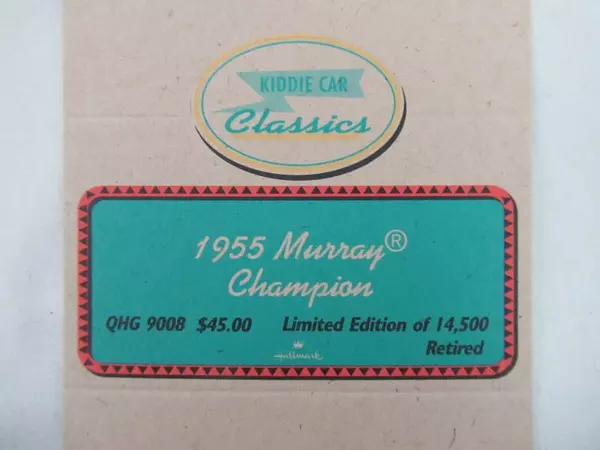 KIDDIE CAR
Classics
1955 Murray®
Champion
QHG 9008 $45.00 Limited Edition of 14,500
Retired
Hallmark